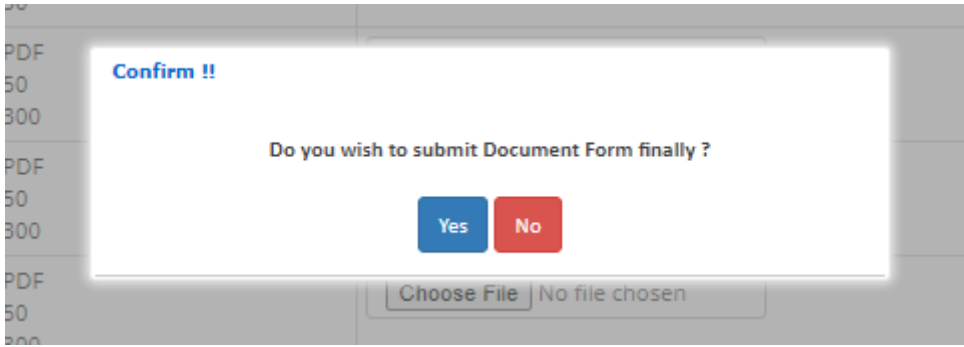 50
PDF
50
300
Confirm !!
Do you wish to submit Document Form finally ?
Yes No
PDF
50
300
PDF
50
300
Choose File No file chosen